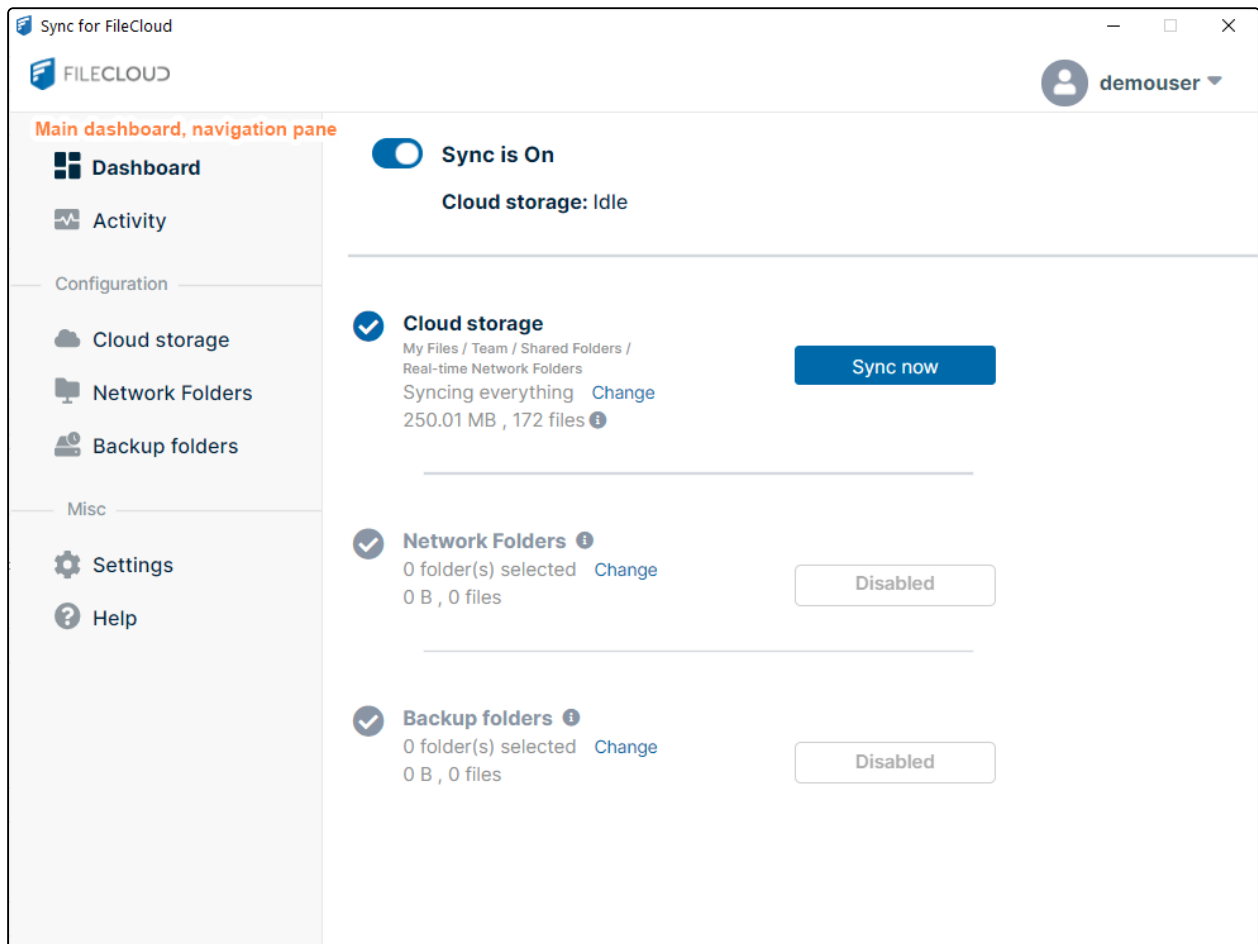 Sync for FileCloud
FILECLOUD
demouser
Main dashboard, navigation pane
Dashboard
Activity
Configuration
Cloud storage
Network Folders
Backup folders
Misc
Settings
Help
Sync is On
Cloud storage: Idle
Cloud storage
My Files / Team / Shared Folders /
Real-time Network Folders
Syncing everything Change
250.01 MB , 172 files
Sync now
Network Folders
0 folder(s) selected Change
0 B , 0 files
Disabled
Backup folders
0 folder(s) selected Change
0 B , 0 files
Disabled